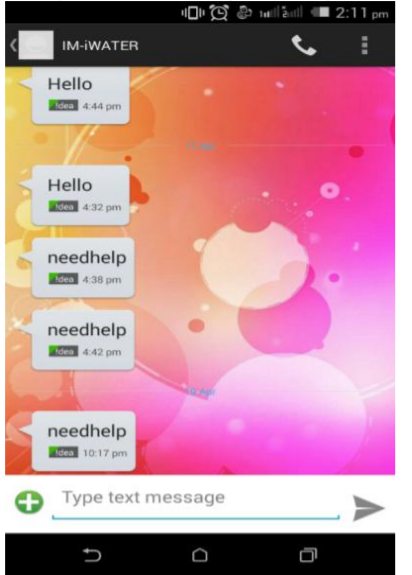 2:11 pm
IM-iWATER
Hello
Idea 4:44 pm
Hello
Idea 4:32 pm
needhelp
Idea 4:38 pm
needhelp
Idea 4:42 pm
needhelp
Idea 10:17 pm
Type text message